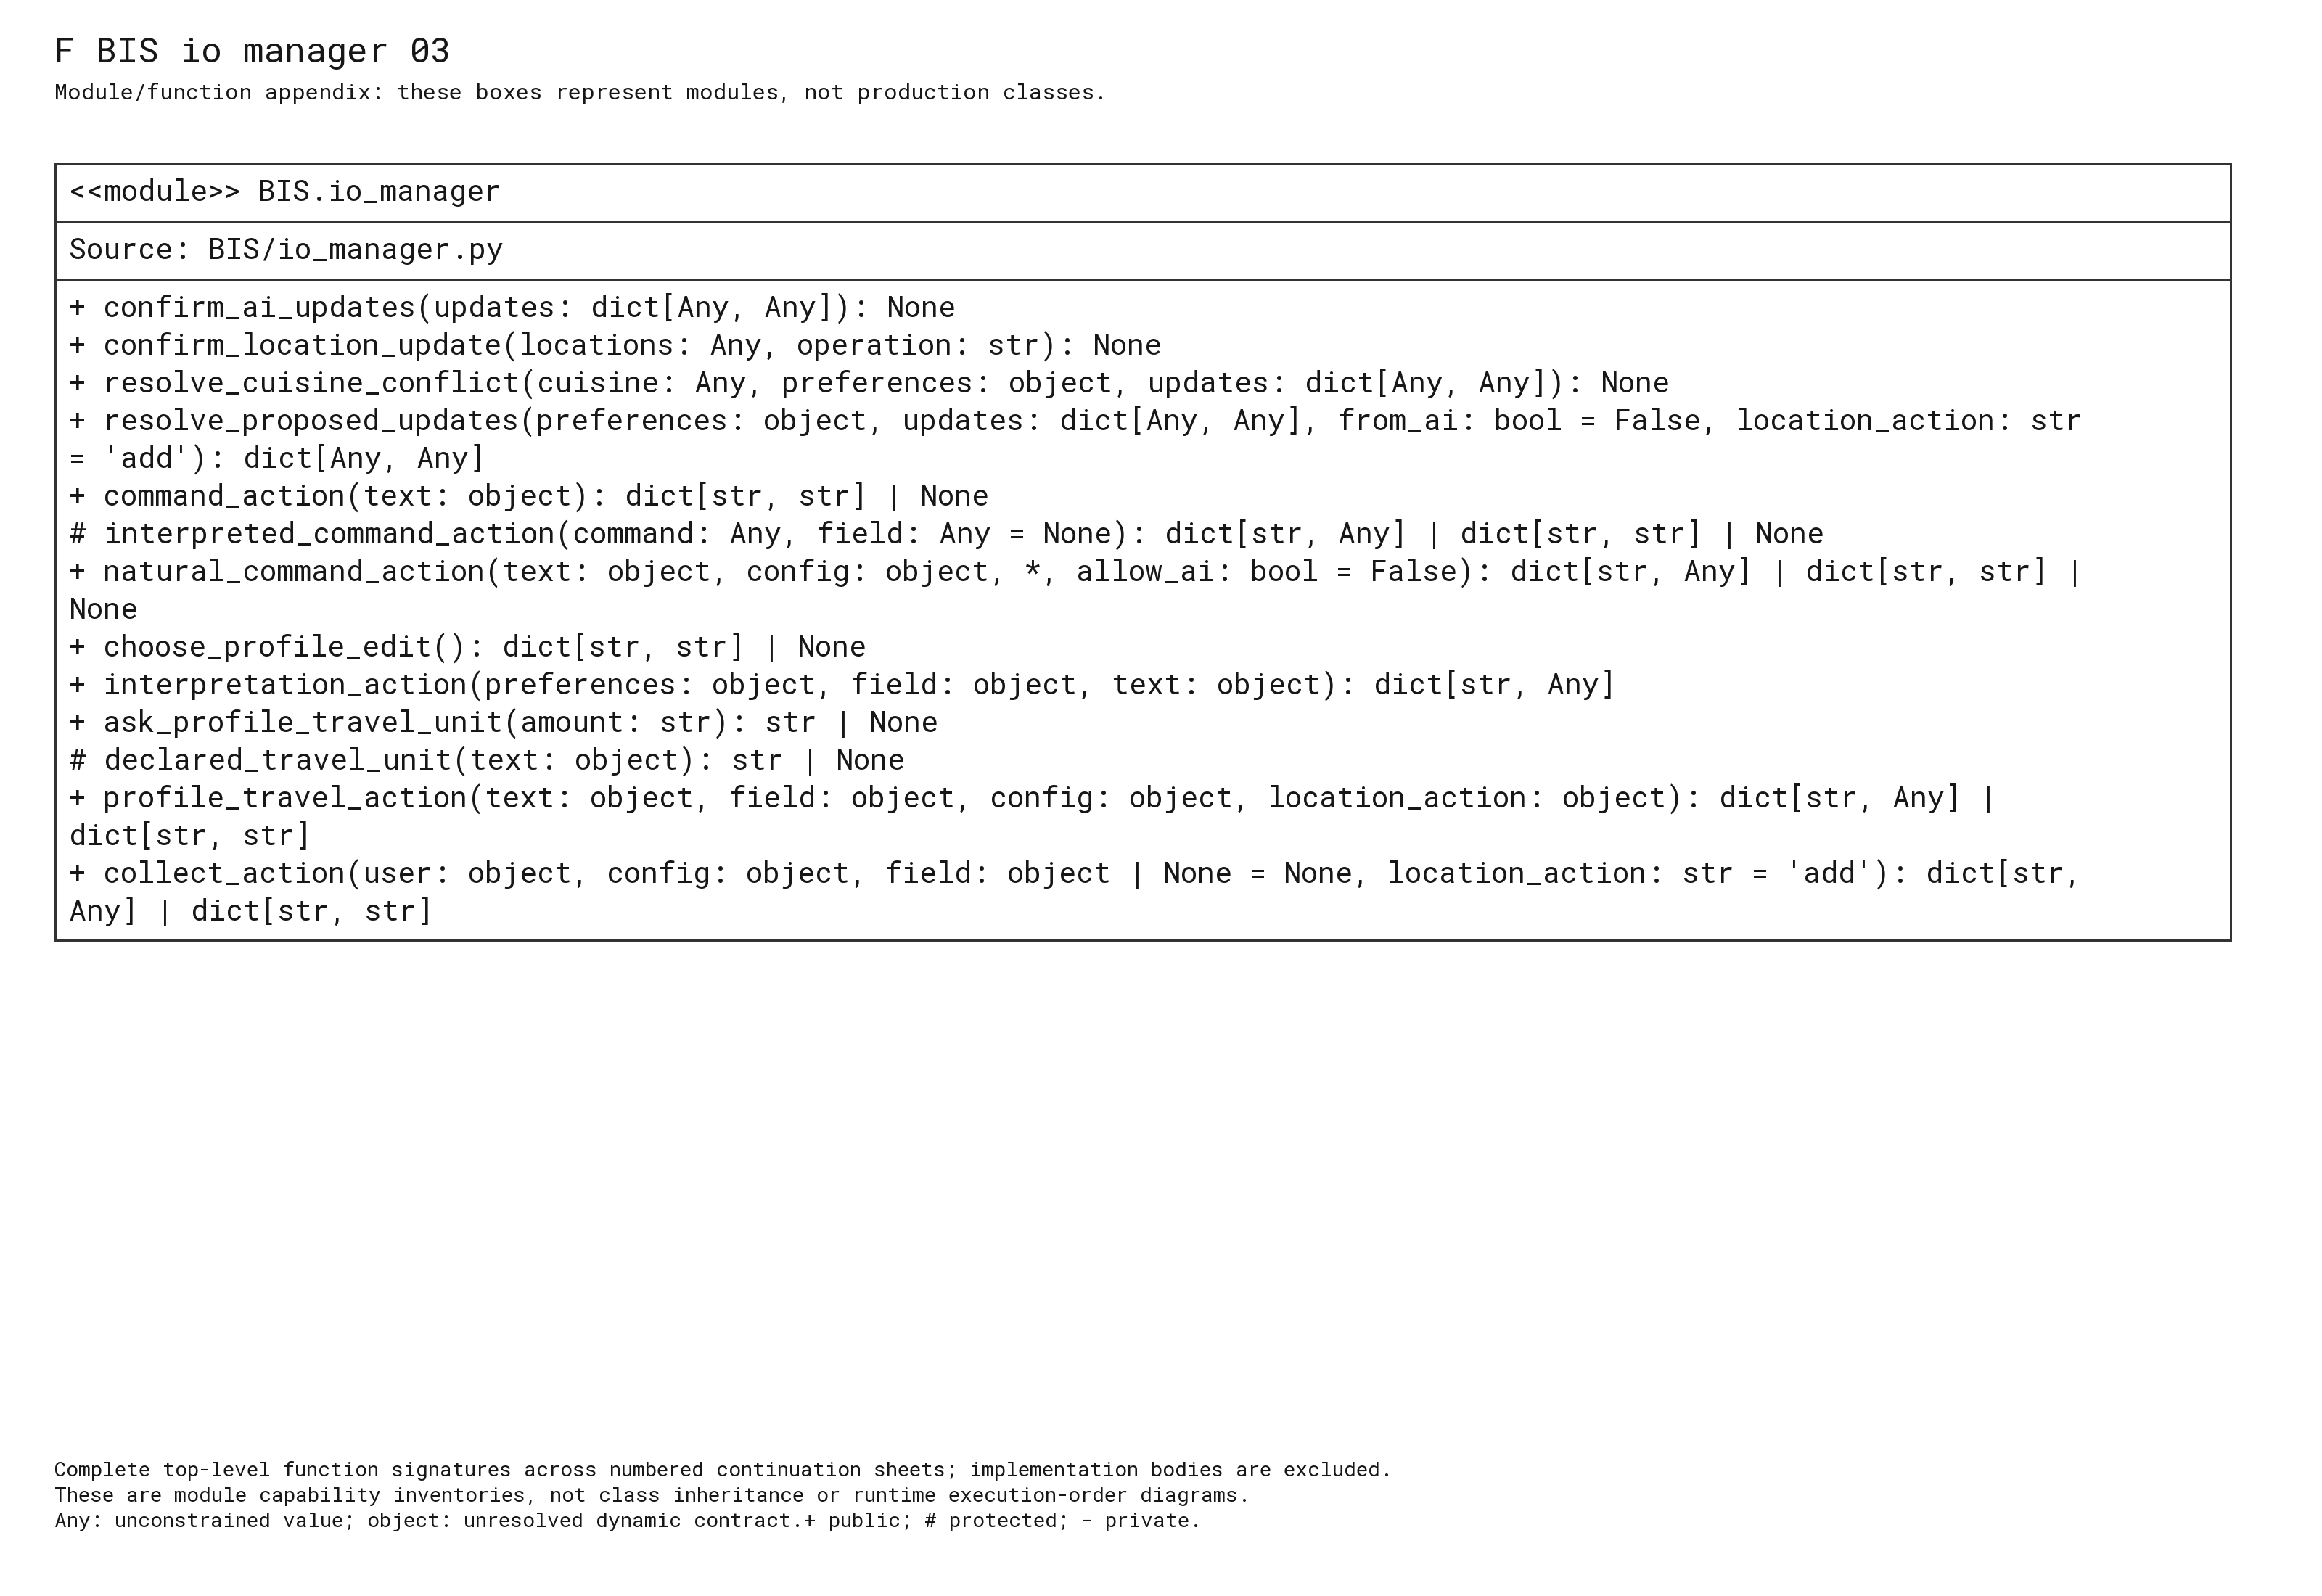 F BIS io manager 03
Module/function appendix: these boxes represent modules, not production classes.
<<module>> BIS.io_manager
Source: BIS/io_manager.py
+ confirm_ai_updates(updates: dict[Any, Any]): None
+ confirm_location_update(locations: Any, operation: str): None
+ resolve_cuisine_conflict(cuisine: Any, preferences: object, updates: dict[Any, Any]): None
+ resolve_proposed_updates(preferences: object, updates: dict[Any, Any], from_ai: bool = False, location_action: str
= 'add'): dict[Any, Any]
+ command_action(text: object): dict[str, str] | None
# interpreted_command_action(command: Any, field: Any = None): dict[str, Any] | dict[str, str] | None
+ natural_command_action(text: object, config: object, *, allow_ai: bool = False): dict[str, Any] | dict[str, str] |
None
+ choose_profile_edit(): dict[str, str] | None
+ interpretation_action(preferences: object, field: object, text: object): dict[str, Any]
+ ask_profile_travel_unit(amount: str): str | None
# declared_travel_unit(text: object): str | None
+ profile_travel_action(text: object, field: object, config: object, location_action: object): dict[str, Any] |
dict[str, str]
+ collect_action(user: object, config: object, field: object | None = None, location_action: str = 'add'): dict[str,
Any] | dict[str, str]
Complete top-level function signatures across numbered continuation sheets; implementation bodies are excluded.
These are module capability inventories, not class inheritance or runtime execution-order diagrams.
Any: unconstrained value; object: unresolved dynamic contract.+ public; # protected; - private.